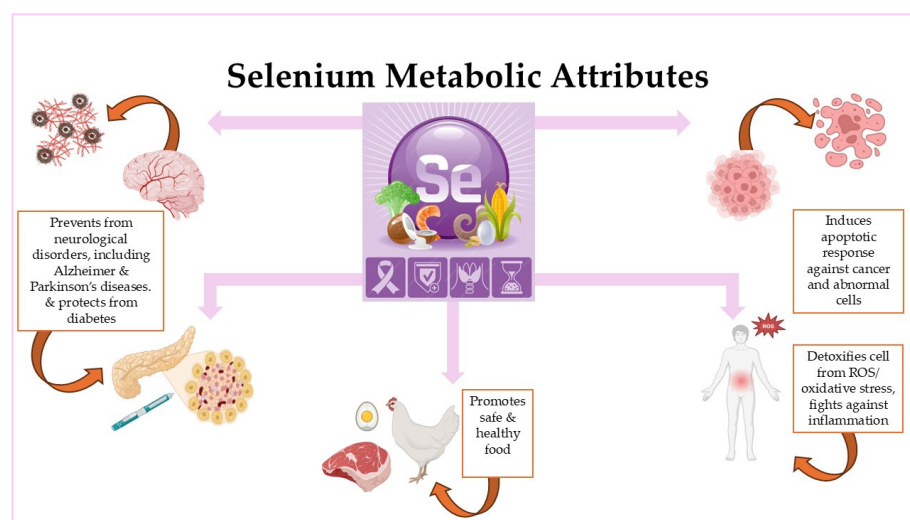 Selenium Metabolic Attributes
Se
Prevents from
neurological
disorders, including
Alzheimer &
Parkinson's diseases.
& protects from
diabetes
Induces
apoptotic
response
against cancer
and abnormal
cells
ROS
Detoxifies cell
from ROS/
oxidative stress,
fights against
inflammation
Promotes
safe &
healthy
food